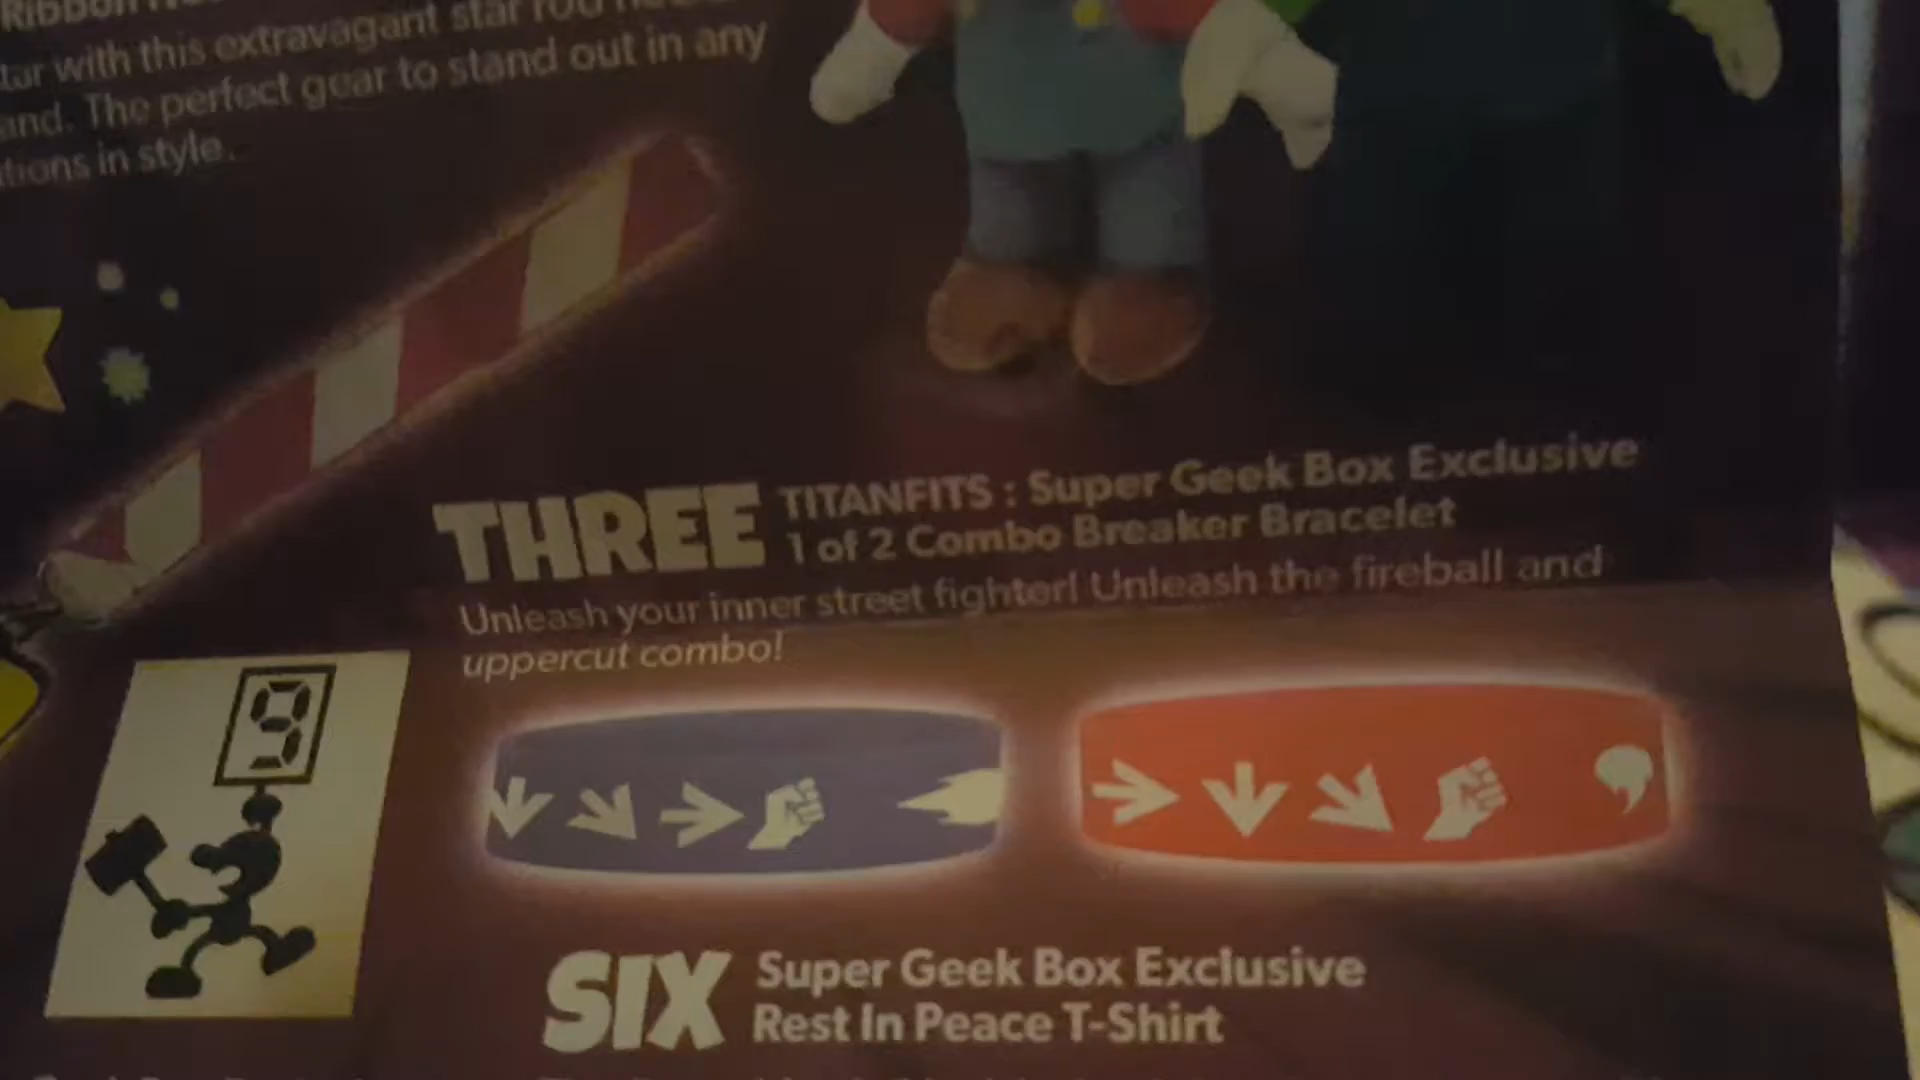 Ribbon
with this extravagant star rod
and. The perfect gear to stand out in any
in style.
THREE TITANFITS : Super Geek Box Exclusive
1 of 2 Combo Breaker Bracelet
Unleash your inner street fighter! Unleash the fireball and
uppercut combo!
9
SIX Super Geek Box Exclusive
Rest In Peace T-Shirt